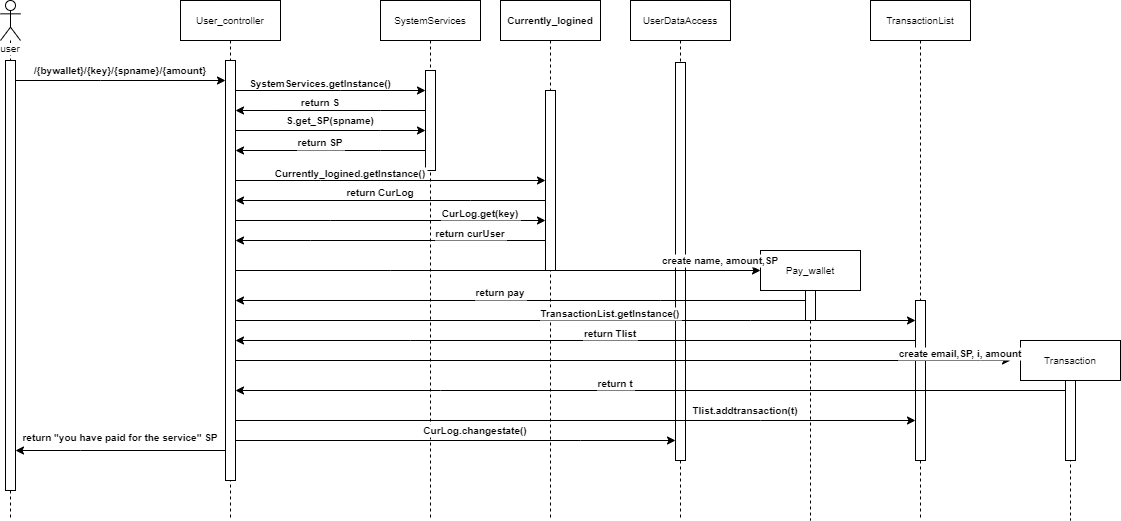 User_controller
SystemServices
Currently_logined
UserDataAccess
TransactionList
user
/{bywallet}/{key}/{spname}/{amount}
SystemServices.getInstance()
return S
S.get_SP(spname)
return SP
Currently_logined.getInstance()
return CurLog
CurLog.get(key)
return curUser
create name, amount,SP
Pay_wallet
return pay
TransactionList.getInstance()
return Tlist
create email,SP, i, amount
Transaction
return t
Tlist.addtransaction(t)
CurLog.changestate()
return "you have paid for the service" SP